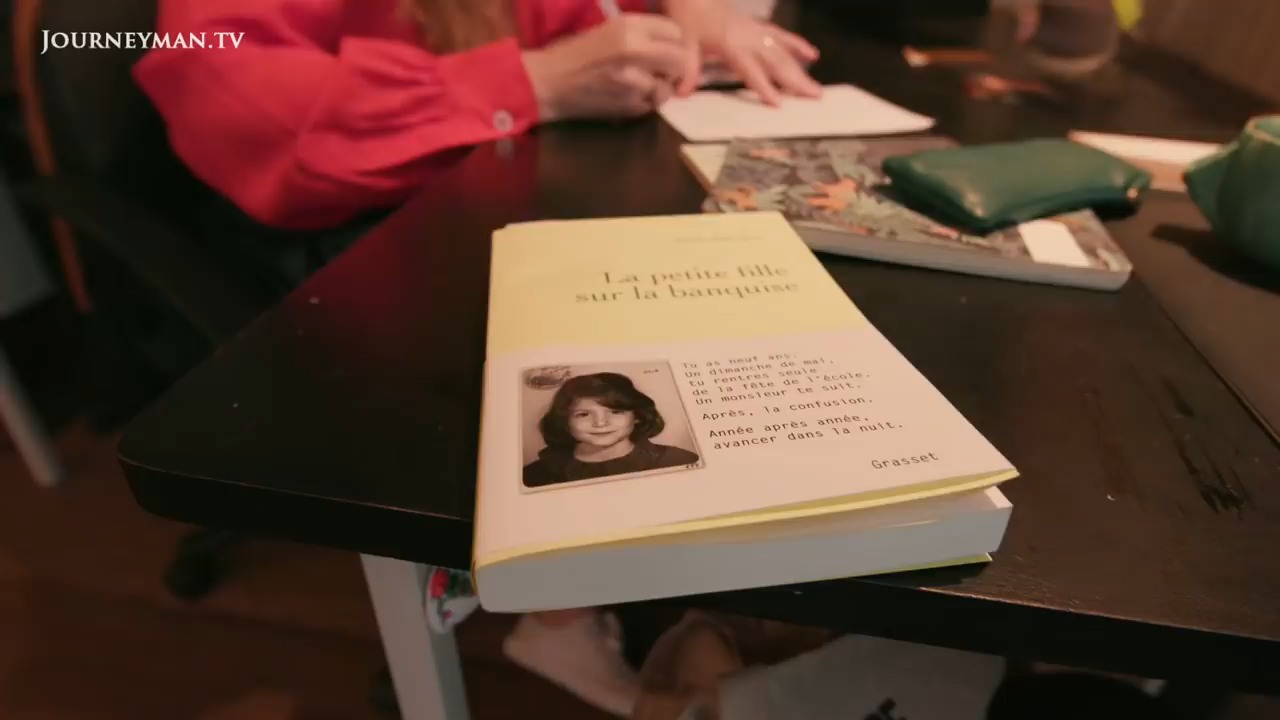 JOURNEYMAN.TV
La petite fille
sur la banquise
Tu as neuf ans.
Un dimanche de mai,
tu rentres seule
de la fête de l'école.
Un monsieur te suit.
Après, la confusion.
Année après année,
avancer dans la nuit.
Grasset